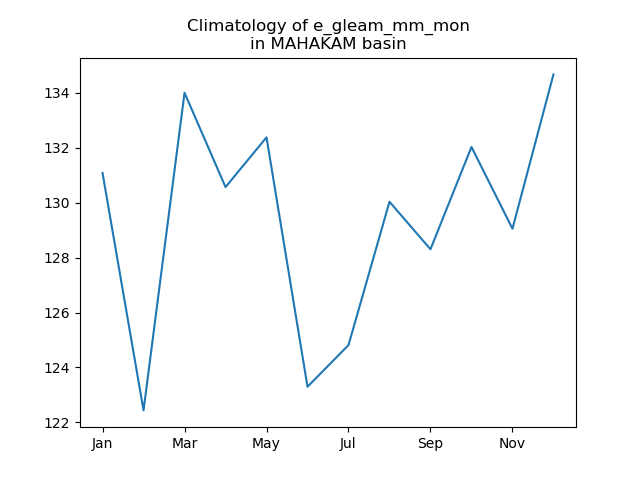 Climatology of e_gleam_mm_mon
in MAHAKAM basin
134
132
130
128
126
124
122
Jan
Mar
May
Jul
Sep
Nov